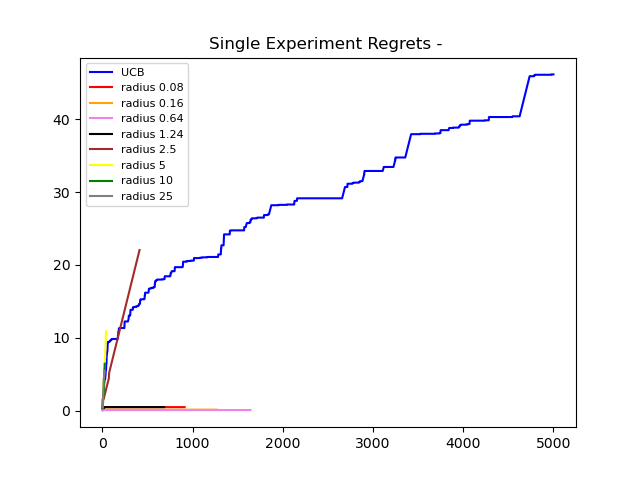 Single Experiment Regrets -
UCB
radius 0.08
radius 0.16
radius 0.64
radius 1.24
radius 2.5
radius 5
radius 10
radius 25
40
30
20
10
0
0 1000 2000 3000 4000 5000